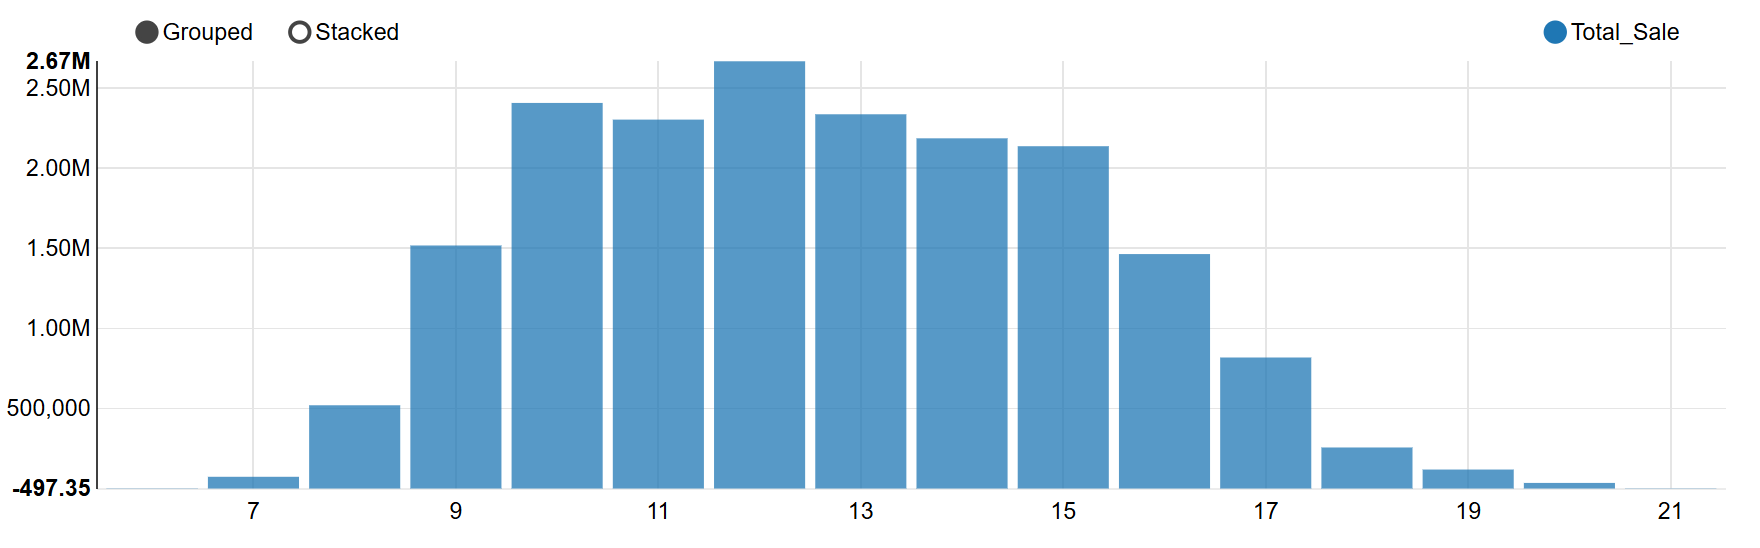 Grouped Stacked Total_Sale
2.67M
2.50M
2.00M
1.50M
1.00M
500,000
-497.35
7 9 11 13 15 17 19 21